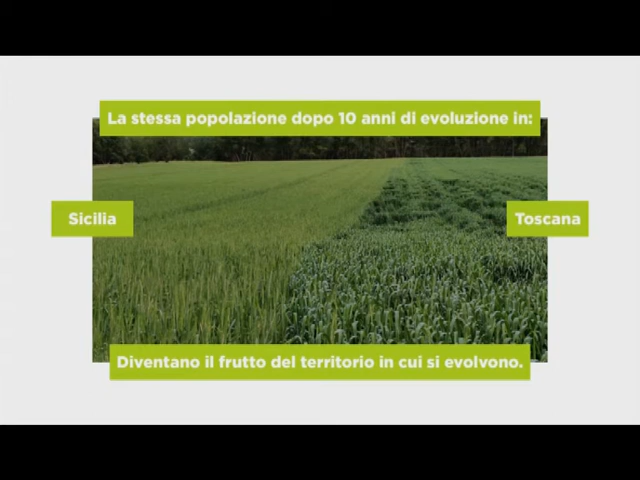 La stessa popolazione dopo 10 anni di evoluzione in:
Sicilia
Toscana
Diventano il frutto del territorio in cui si evolvono.